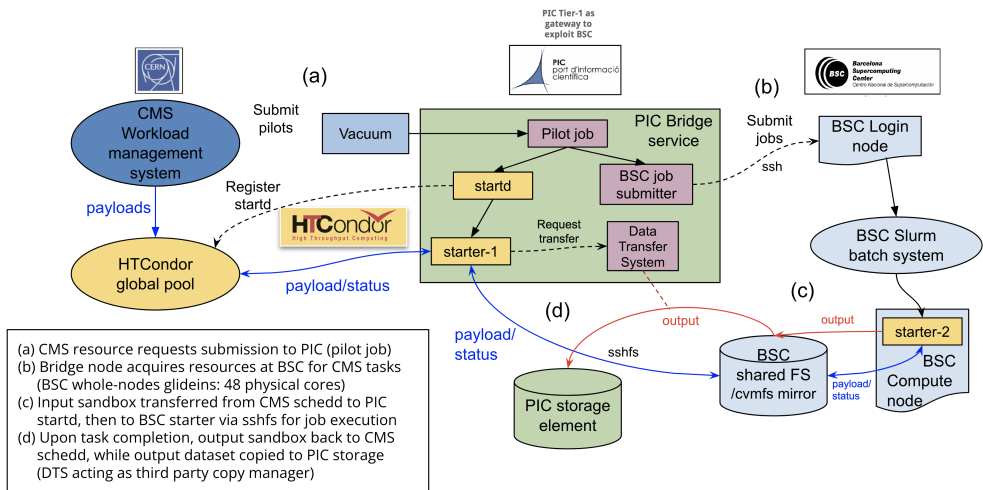 PIC Tier-1 as
gateway to
exploit BSC
CERN
(a)
PIC
port d'informació
científica
(b)
BSC
Barcelona
Supercomputing
Center
Centro Nacional de Supercomputación
CMS
Workload
management
system
Submit
pilots
Vacuum
Pilot job
PIC Bridge
service
Submit
jobs
ssh
BSC Login
node
startd
BSC job
submitter
payloads
Register
startd
HTCondor
High Throughput Computing
Request
transfer
starter-1
Data
Transfer
System
BSC Slurm
batch system
HTCondor
global pool
payload/status
(d)
(c)
output
output
starter-2
payload/
status
sshfs
BSC
shared FS
/cvmfs mirror
payload/
status
BSC
Compute
node
PIC storage
element
(a) CMS resource requests submission to PIC (pilot job)
(b) Bridge node acquires resources at BSC for CMS tasks
(BSC whole-nodes glideins: 48 physical cores)
(c) Input sandbox transferred from CMS schedd to PIC
startd, then to BSC starter via sshfs for job execution
(d) Upon task completion, output sandbox back to CMS
schedd, while output dataset copied to PIC storage
(DTS acting as third party copy manager)